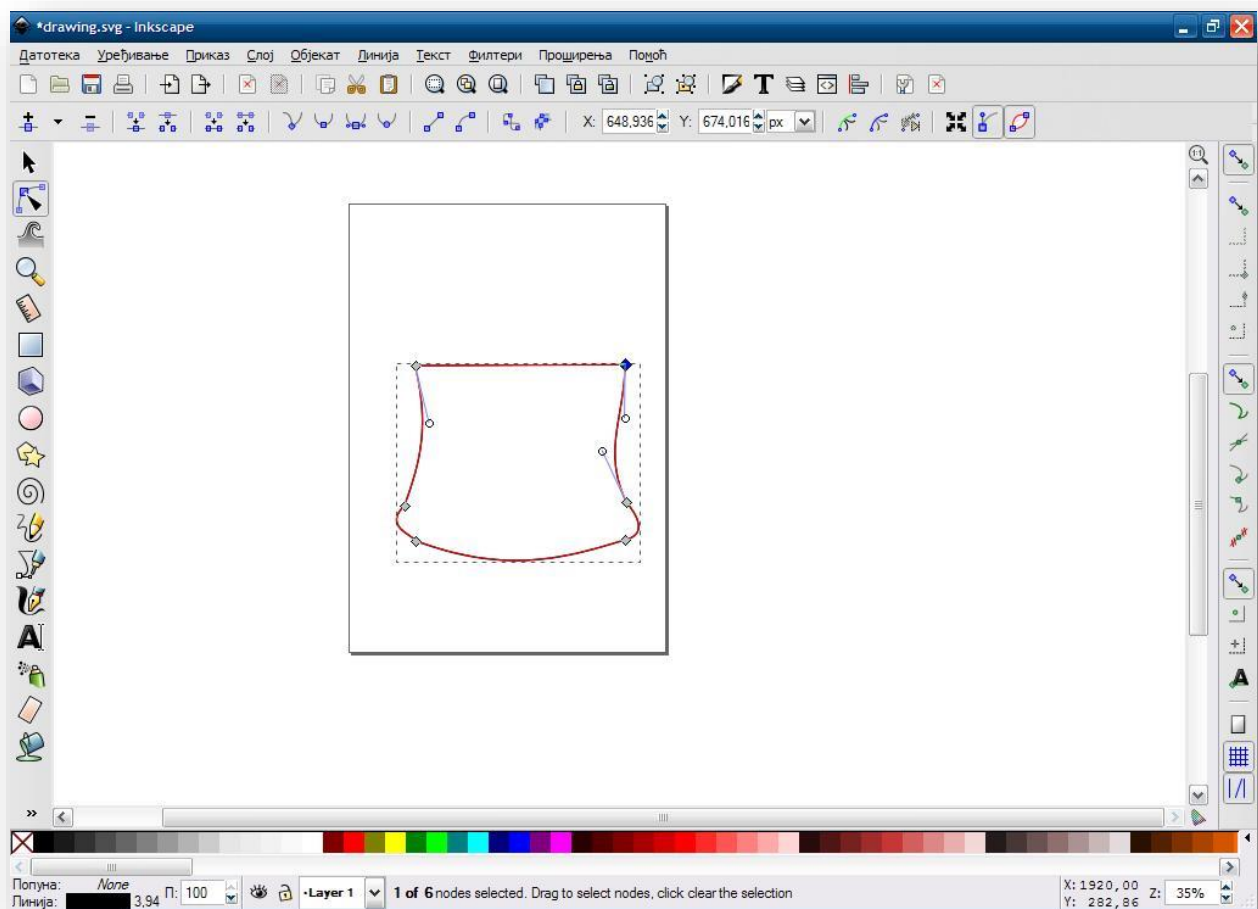 *drawing.svg - Inkscape
Датотека Уређивање Приказ Слој Објекат Линија Текст Филтери Проширења Помоћ
X: 648,936 Y: 674,016 px
1:1
Попуна: None П: 100 •Layer 1 1 of 6 nodes selected. Drag to select nodes, click clear the selection X: 1920,00 Z: 35%
Линија: 3,94 Y: 282,86